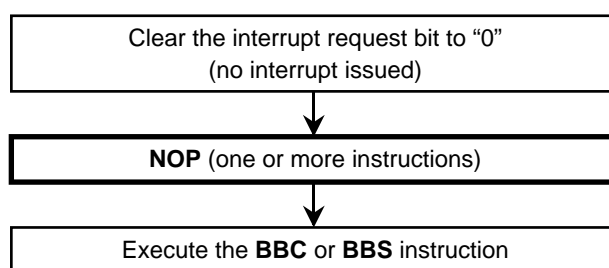 Clear the interrupt request bit to “0”
(no interrupt issued)
NOP (one or more instructions)
Execute the BBC or BBS instruction